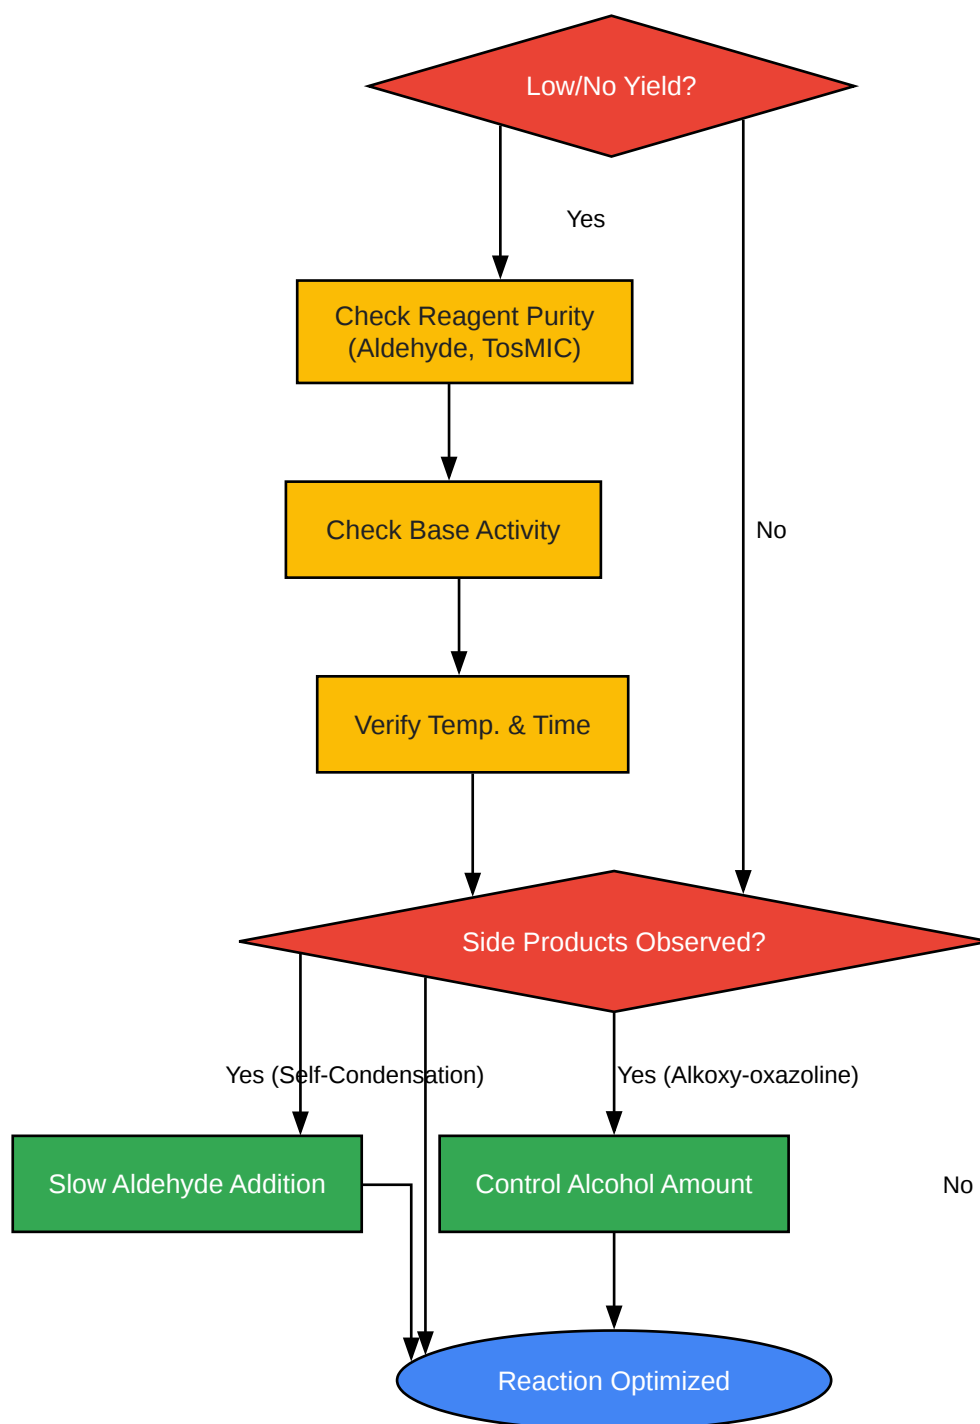 Low/No Yield?
Yes
Check Reagent Purity
(Aldehyde, TosMIC)
Check Base Activity
No
Verify Temp. & Time
Side Products Observed?
Yes (Self-Condensation)
Yes (Alkoxy-oxazoline)
Slow Aldehyde Addition
Control Alcohol Amount
No
Reaction Optimized